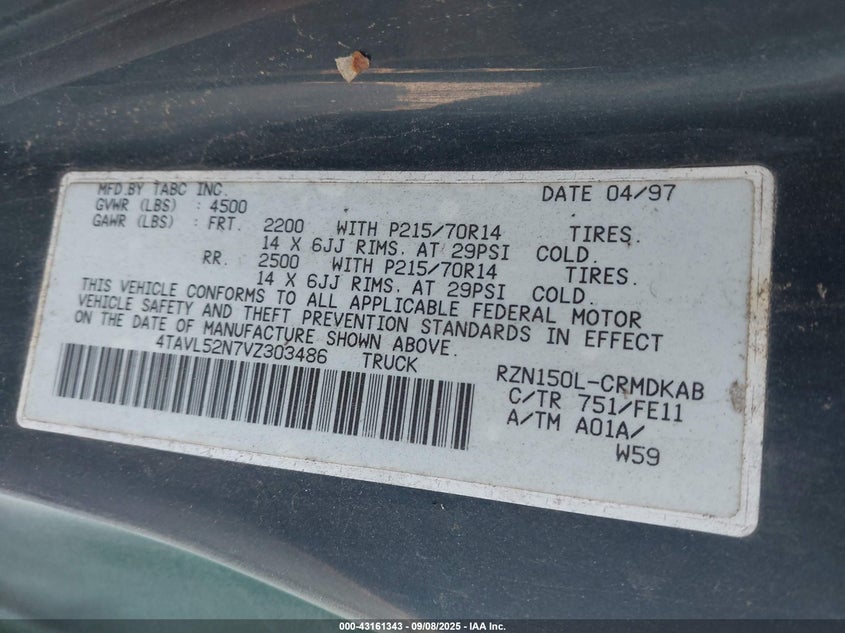 MFD.BY TABC INC. DATE 04/97
GVWR (LBS) : 4500
GAWR (LBS) : FRT. 2200 WITH P215/70R14 TIRES.
14 X 6JJ RIMS. AT 29PSI COLD.
RR. 2500 WITH P215/70R14 TIRES.
14 X 6JJ RIMS. AT 29PSI COLD.
THIS VEHICLE CONFORMS TO ALL APPLICABLE FEDERAL MOTOR
VEHICLE SAFETY AND THEFT PREVENTION STANDARDS IN EFFECT
ON THE DATE OF MANUFACTURE SHOWN ABOVE.
4TAVL52N7VZ303486 TRUCK
RZN150L-CRMDKAB
C/TR 751/FE11
A/TM A01A/
W59
000-43161343 - 09/08/2025 - IAA Inc.